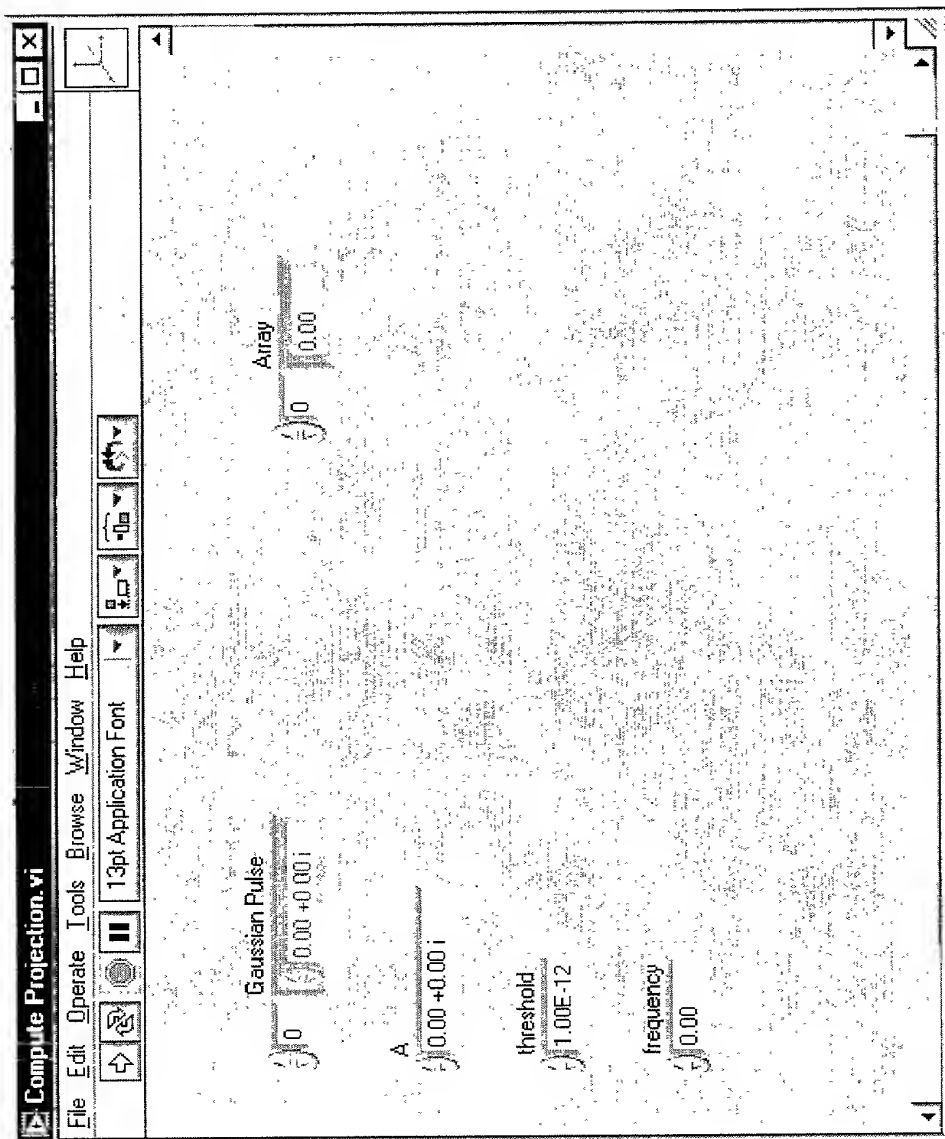 Compute Projection.vi
File Edit Operate Tools Browse Window Help
13pt Application Font
Gaussian Pulse
0
0.00 +0.00 i
Array
0
0.00
A
0.00 +0.00 i
threshold
1.00E-12
frequency
0.00